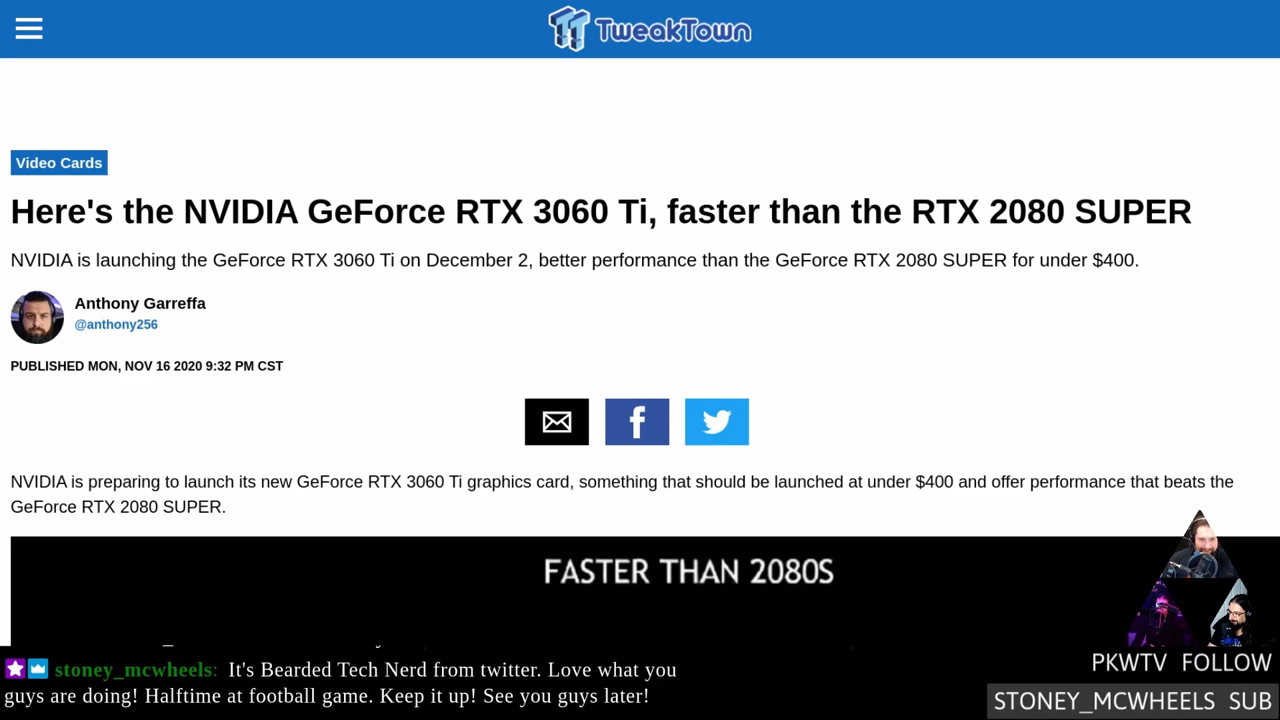 TweakTown
Video Cards
Here's the NVIDIA GeForce RTX 3060 Ti, faster than the RTX 2080 SUPER
NVIDIA is launching the GeForce RTX 3060 Ti on December 2, better performance than the GeForce RTX 2080 SUPER for under $400.
Anthony Garreffa
@anthony256
PUBLISHED MON, NOV 16 2020 9:32 PM CST
NVIDIA is preparing to launch its new GeForce RTX 3060 Ti graphics card, something that should be launched at under $400 and offer performance that beats the
GeForce RTX 2080 SUPER.
FASTER THAN 2080S
stoney_mcwheels: It's Bearded Tech Nerd from twitter. Love what you
guys are doing! Halftime at football game. Keep it up! See you guys later!
PKWTV FOLLOW
STONEY_MCWHEELS SUB